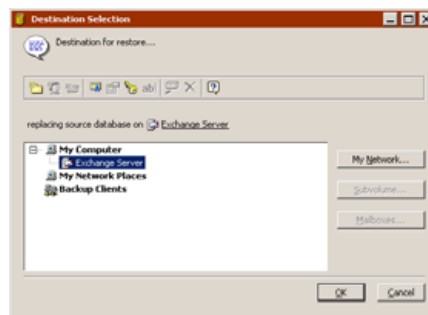 Destination Selection
Destination for restore....
replacing source database on Exchange Server
My Computer
Exchange Server
My Network...
My Network Places
Subvolume...
Backup Clients
Mailboxes...
OK
Cancel